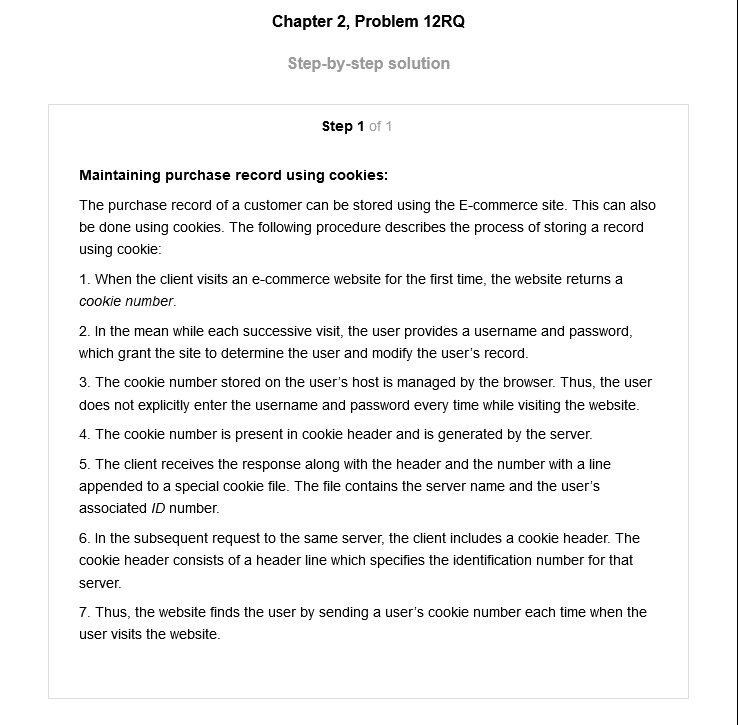 Chapter 2, Problem 12RQ
Step-by-step solution
Step 1 of 1
Maintaining purchase record using cookies:
The purchase record of a customer can be stored using the E-commerce site. This can also
be done using cookies. The following procedure describes the process of storing a record
using cookie:
1. When the client visits an e-commerce website for the first time, the website returns a
cookie number.
2. In the mean while each successive visit, the user provides a username and password,
which grant the site to determine the user and modify the user's record.
3. The cookie number stored on the user's host is managed by the browser. Thus, the user
does not explicitly enter the username and password every time while visiting the website.
4. The cookie number is present in cookie header and is generated by the server.
5. The client receives the response along with the header and the number with a line
appended to a special cookie file. The file contains the server name and the user's
associated ID number.
6. In the subsequent request to the same server, the client includes a cookie header. The
cookie header consists of a header line which specifies the identification number for that
server.
7. Thus, the website finds the user by sending a user's cookie number each time when the
user visits the website.